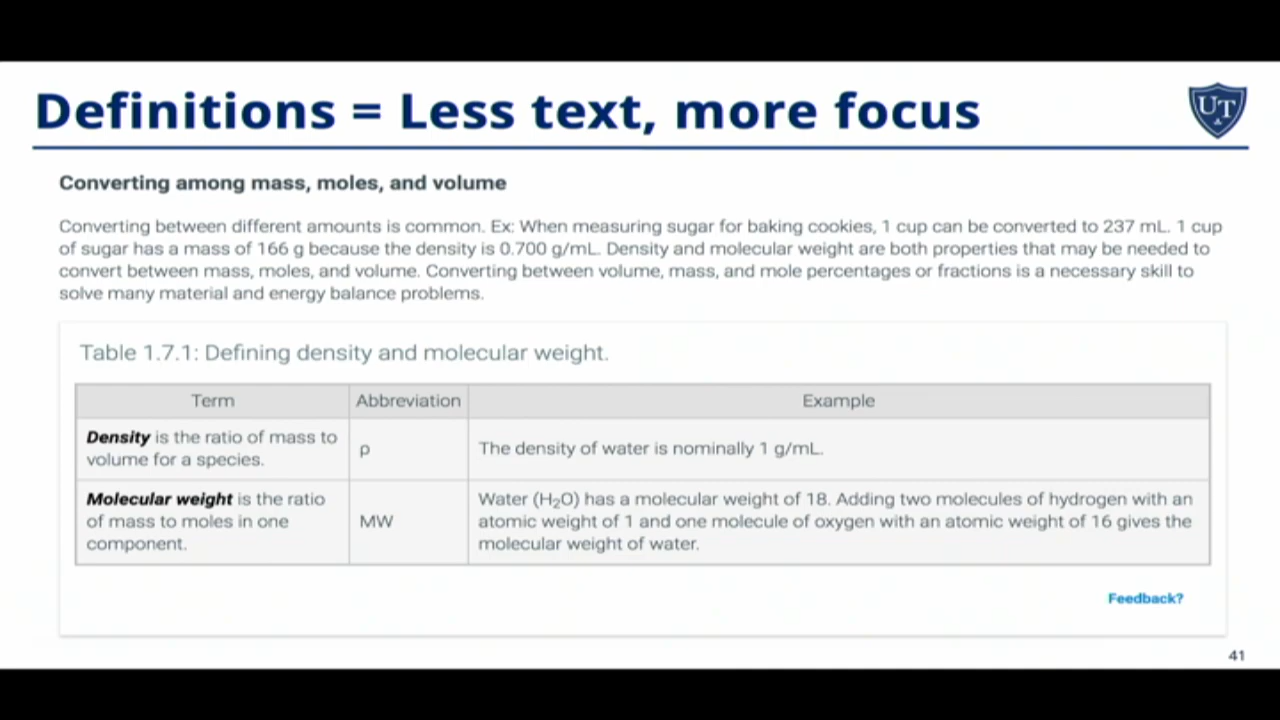 Definitions = Less text, more focus
UT
Converting among mass, moles, and volume
Converting between different amounts is common. Ex: When measuring sugar for baking cookies, 1 cup can be converted to 237 mL. 1 cup
of sugar has a mass of 166 g because the density is 0.700 g/mL. Density and molecular weight are both properties that may be needed to
convert between mass, moles, and volume. Converting between volume, mass, and mole percentages or fractions is a necessary skill to
solve many material and energy balance problems.
Table 1.7.1: Defining density and molecular weight.
Term Abbreviation Example
Density is the ratio of mass to
volume for a species.
ρ
The density of water is nominally 1 g/mL.
Molecular weight is the ratio
of mass to moles in one
component.
MW
Water (H₂O) has a molecular weight of 18. Adding two molecules of hydrogen with an
atomic weight of 1 and one molecule of oxygen with an atomic weight of 16 gives the
molecular weight of water.
Feedback?
41